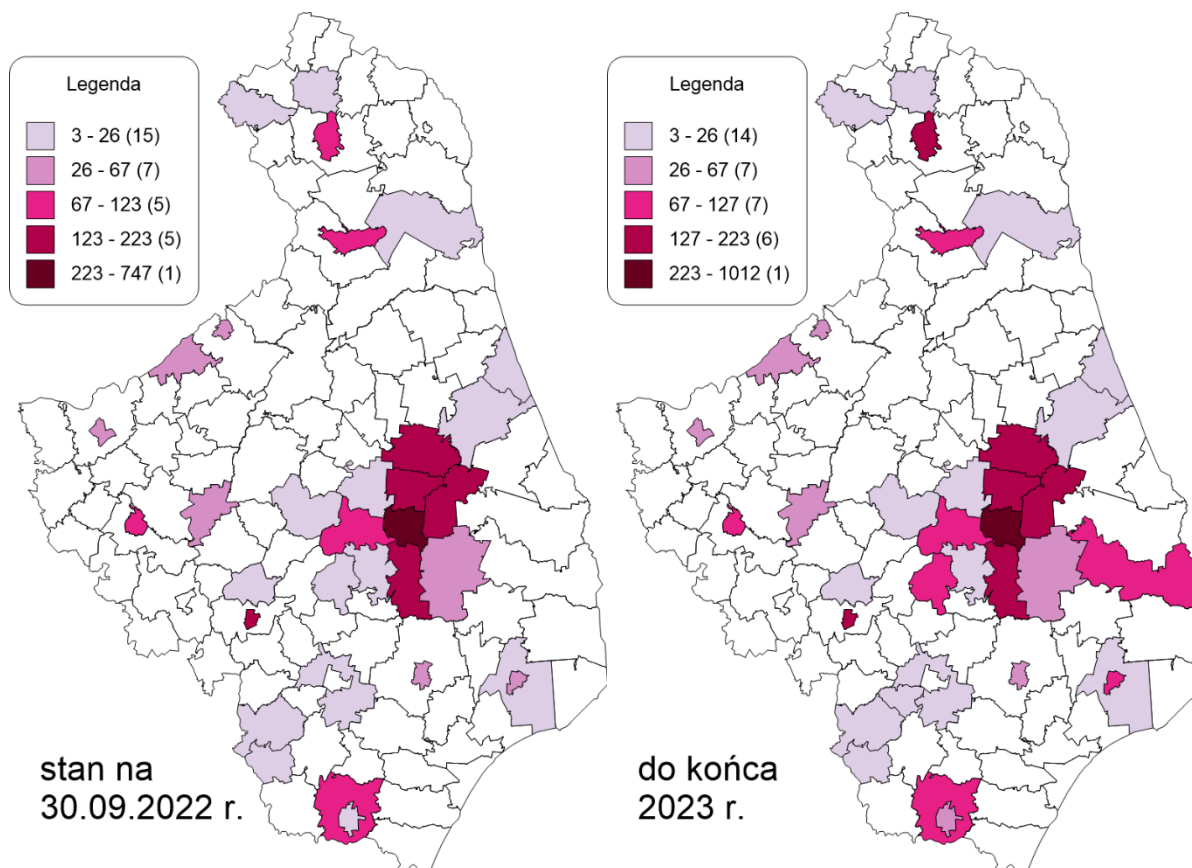 Legenda
3 - 26 (15)
26 - 67 (7)
67 - 123 (5)
123 - 223 (5)
223 - 747 (1)
stan na
30.09.2022 r.
Legenda
3 - 26 (14)
26 - 67 (7)
67 - 127 (7)
127 - 223 (6)
223 - 1012 (1)
do końca
2023 r.